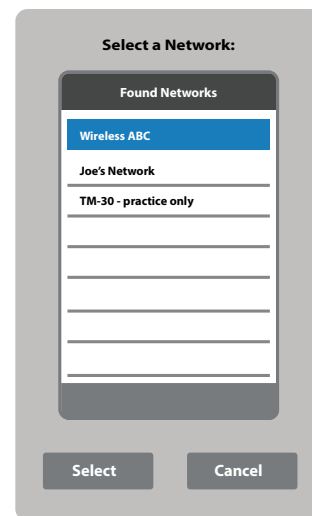 Select a Network:
Found Networks
Wireless ABC
Joe's Network
TM-30 - practice only
Select Cancel